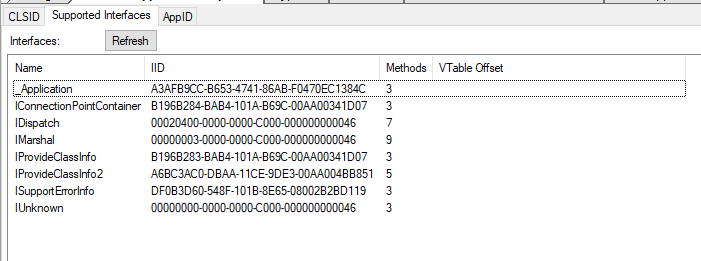 CLSID Supported Interfaces AppID
Interfaces: Refresh
Name IID Methods VTable Offset
_Application A3AFB9CC-B653-4741-86AB-F0470EC1384C 3
IConnectionPointContainer B196B284-BAB4-101A-B69C-00AA00341D07 3
IDispatch 00020400-0000-0000-C000-000000000046 7
IMarshal 00000003-0000-0000-C000-000000000046 9
IProvideClassInfo B196B283-BAB4-101A-B69C-00AA00341D07 3
IProvideClassInfo2 A6BC3AC0-DBAA-11CE-9DE3-00AA004BB851 5
ISupportErrorInfo DF0B3D60-548F-101B-8E65-08002B2BD119 3
IUnknown 00000000-0000-0000-C000-000000000046 3